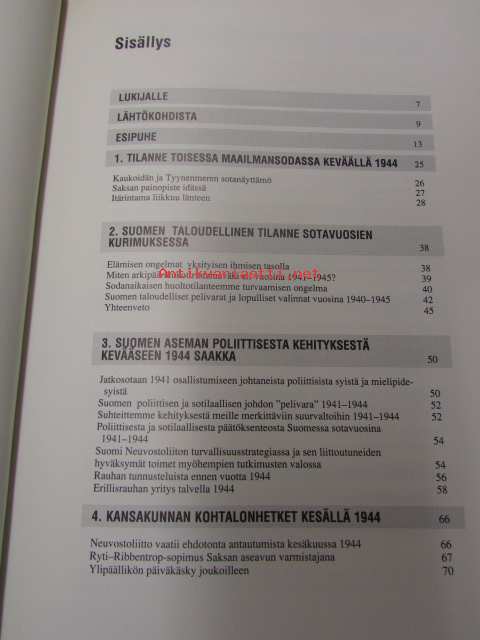 Sisällys
LUKIJALLE 7
LÄHTÖKOHDISTA 9
ESIPUHE 13
1. TILANNE TOISESSA MAAILMANSODASSA KEVÄÄLLÄ 1944 25
Kaukoidän ja Tyynenmeren sotanäyttämö 26
Saksan painopiste idässä 27
Itärintama liikkuu länteen 28
2. SUOMEN TALOUDELLINEN TILANNE SOTAVUOSIEN
KURIMUKSESSA 38
Elämisen ongelmat yksityisen ihmisen tasolla 38
Miten arkipäivän vuosina 1941–1945? 39
Sodanaikaisen huoltotilanteemme turvaamisen ongelma 40
Suomen taloudelliset pelivarat ja lopulliset valinnat vuosina 1940–1945 42
Yhteenveto 45
Antikvantaatti.net
3. SUOMEN ASEMAN POLIITTISESTA KEHITYKSESTÄ
KEVÄÄSEEN 1944 SAAKKA 50
Jatkosotaan 1941 osallistumiseen johtaneista poliittisista syistä ja mielipide-
syistä 50
Suomen poliittisen ja sotilaallisen johdon "pelivara" 1941–1944 52
Suhteittemme kehityksestä meille merkittäviin suurvaltoihin 1941–1944 52
Poliittisesta ja sotilaallisesta päätöksenteosta Suomessa sotavuosina
1941–1944 54
Suomi Neuvostoliiton turvallisuusstrategiassa ja sen liittoutuneiden
hyväksymät toimet myöhempien tutkimusten valossa 54
Rauhan tunnusteluista ennen vuotta 1944 56
Erillisrauhan yritys talvella 1944 58
4. KANSAKUNNAN KOHTALONHETKET KESÄLLÄ 1944 66
Neuvostoliitto vaatii ehdotonta antautumista kesäkuussa 1944 66
Ryti–Ribbentrop-sopimus Saksan aseavun varmistajana 67
Ylipäällikön päiväkäsky joukoilleen 70